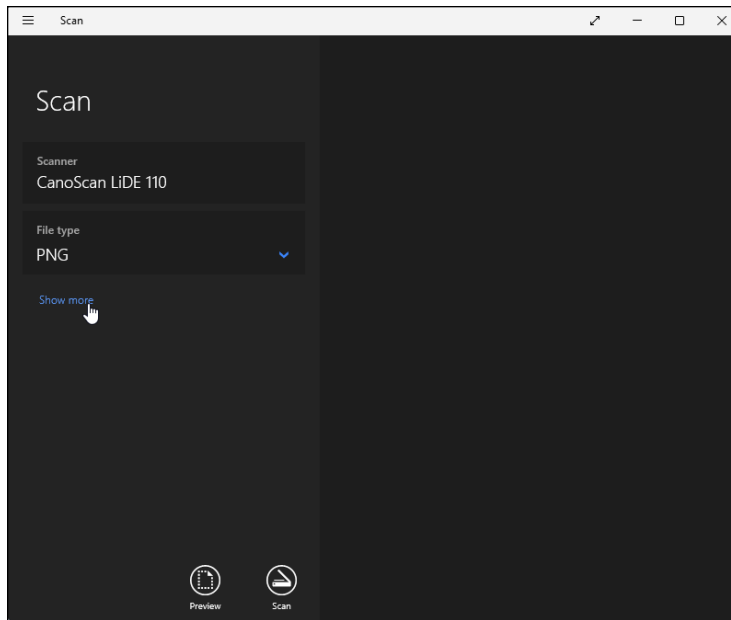 Scan
Scan
Scanner
CanoScan LiDE 110
File type
PNG
Show more
Preview
Scan